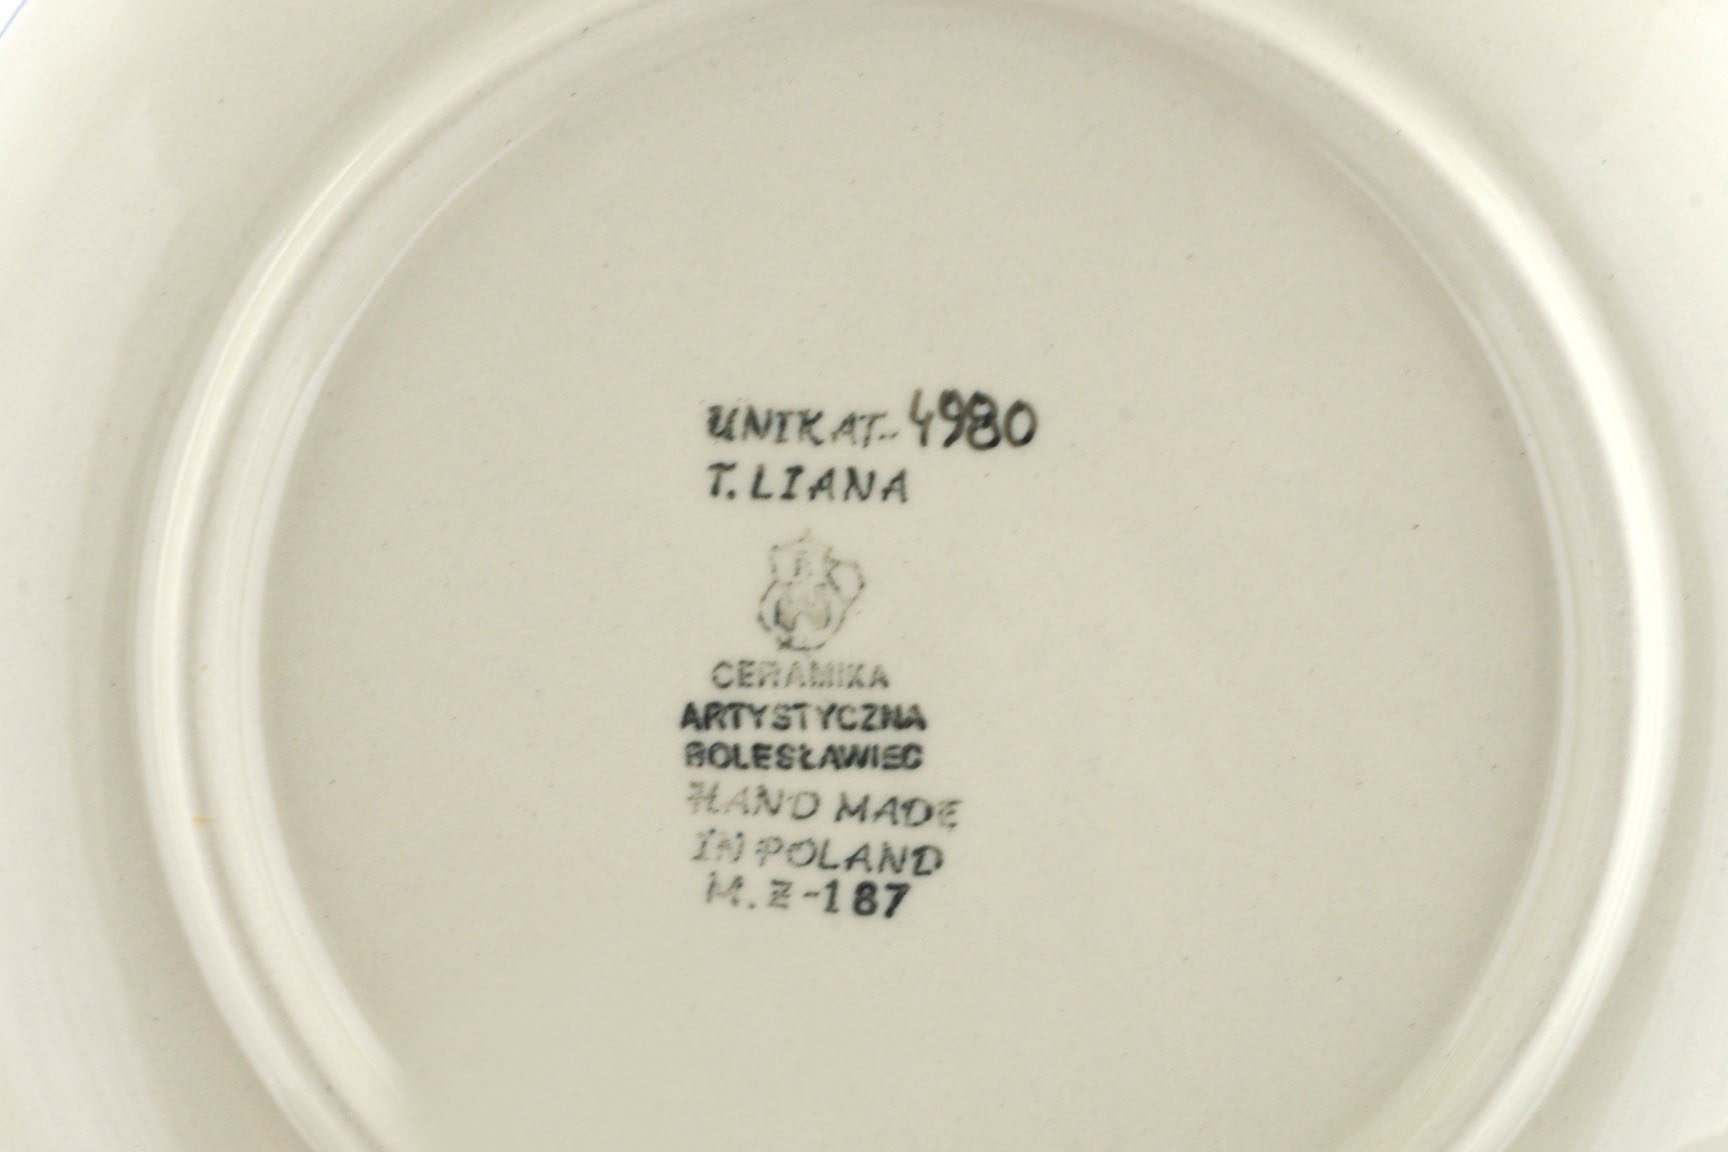 UNIKAT-4980
T. LIANA
CERAMIKA
ARTYSTYCZNA
BOLESŁAWIEC
HAND MADE
IN POLAND
M.Z-187